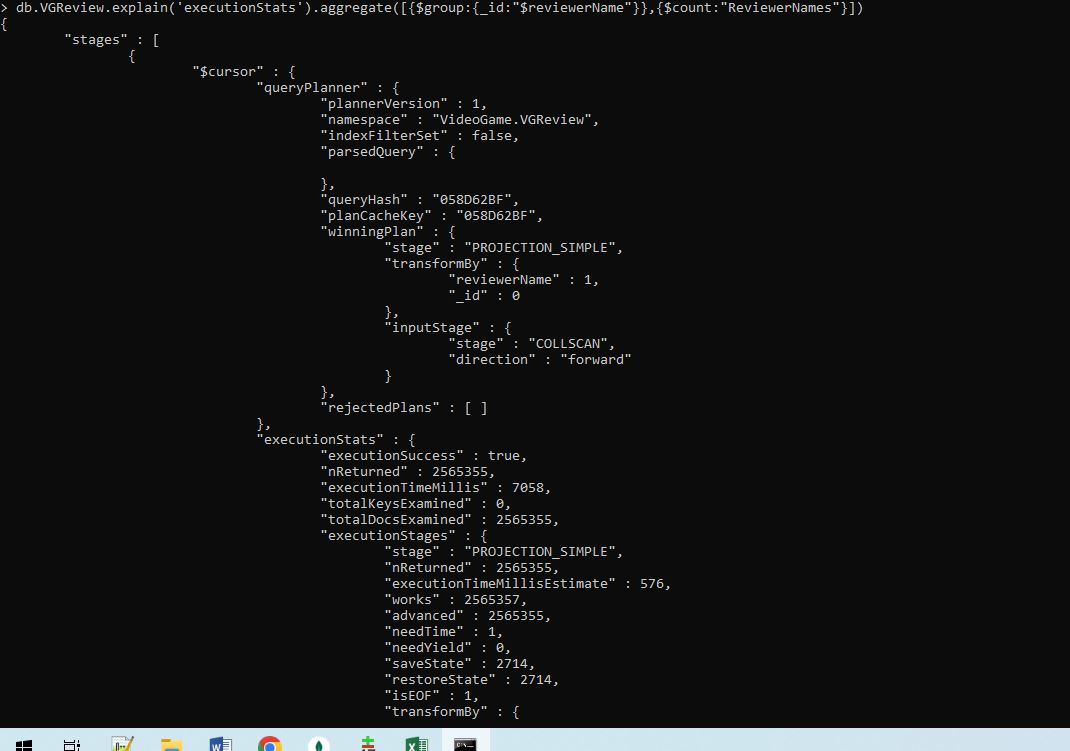 > db.VGReview.explain('executionStats').aggregate([{$group:{_id:"$reviewerName"}},{$count:"ReviewerNames"}])
{
"stages" : [
{
"$cursor" : {
"queryPlanner" : {
"plannerVersion" : 1,
"namespace" : "VideoGame.VGReview",
"indexFilterSet" : false,
"parsedQuery" : {
},
"queryHash" : "058D62BF",
"planCacheKey" : "058D62BF",
"winningPlan" : {
"stage" : "PROJECTION_SIMPLE",
"transformBy" : {
"reviewerName" : 1,
"_id" : 0
},
"inputStage" : {
"stage" : "COLLSCAN",
"direction" : "forward"
}
},
"rejectedPlans" : [ ]
},
"executionStats" : {
"executionSuccess" : true,
"nReturned" : 2565355,
"executionTimeMillis" : 7058,
"totalKeysExamined" : 0,
"totalDocsExamined" : 2565355,
"executionStages" : {
"stage" : "PROJECTION_SIMPLE",
"nReturned" : 2565355,
"executionTimeMillisEstimate" : 576,
"works" : 2565357,
"advanced" : 2565355,
"needTime" : 1,
"needYield" : 0,
"saveState" : 2714,
"restoreState" : 2714,
"isEOF" : 1,
"transformBy" : {